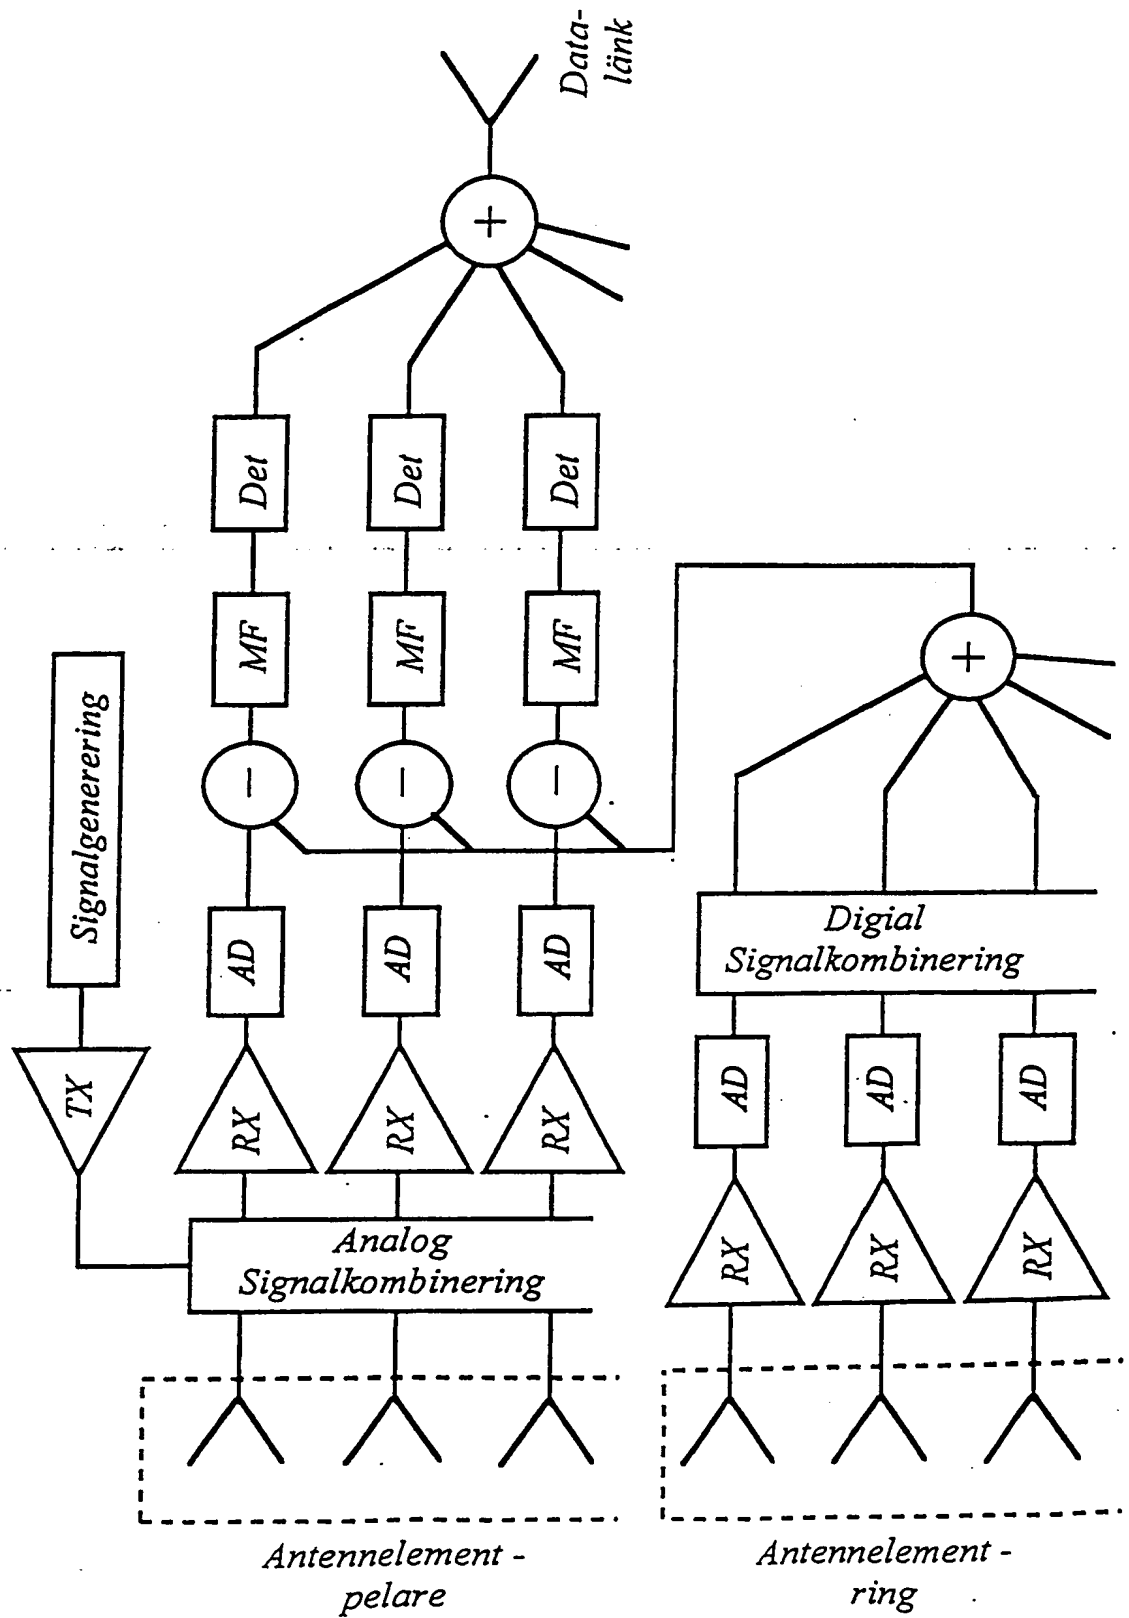 Data-
länk
+
Det
Det
Det
MF
MF
MF
Signalgenerering
+
−
−
−
AD
AD
AD
Digial
Signalkombinering
TX
RX
RX
RX
AD
AD
AD
Analog
Signalkombinering
RX
RX
RX
Antennelement -
pelare
Antennelement -
ring